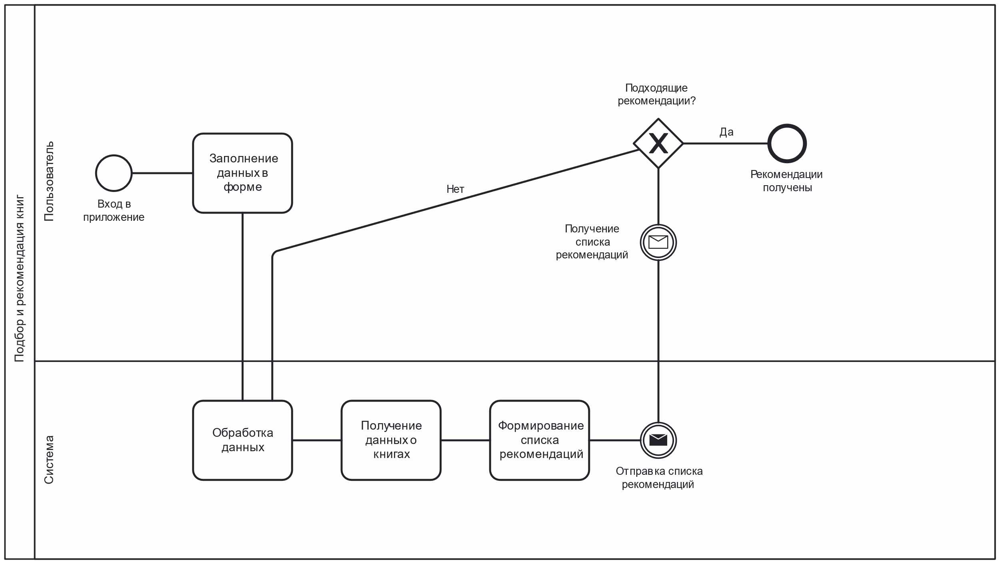 Подбор и рекомендация книг
Пользователь
Вход в
приложение
Заполнение
данных в
форме
Нет
Подходящие
рекомендации?
Да
Рекомендации
получены
Получение
списка
рекомендаций
Система
Обработка
данных
Получение
данных о
книгах
Формирование
списка
рекомендаций
Отправка списка
рекомендаций